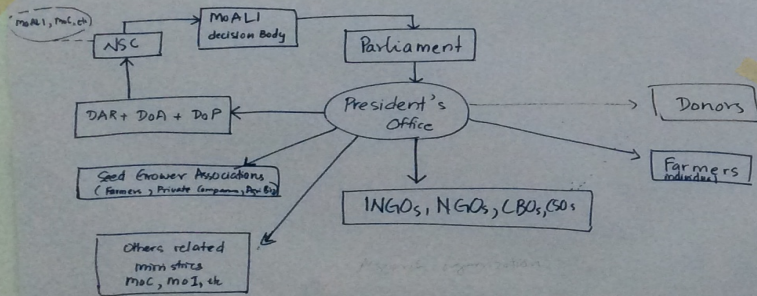 MoALI, MoC, etc
NSC
MoALI
decision Body
Parliament
President's
Office
DAR + DoA + DoP
Donors
Farmers
individual
Seed Grower Associations
(Farmers, Private Companies,
INGOs, NGOs, CBOs, CSOs
Others related
ministries
MoC, MoI, etc